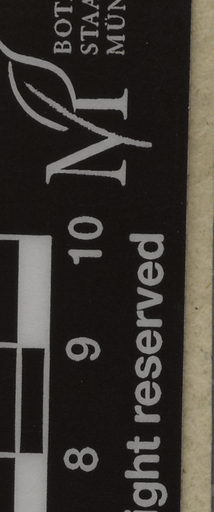 BOT
STAA
MÜN
M
8 9 10
ight reserved